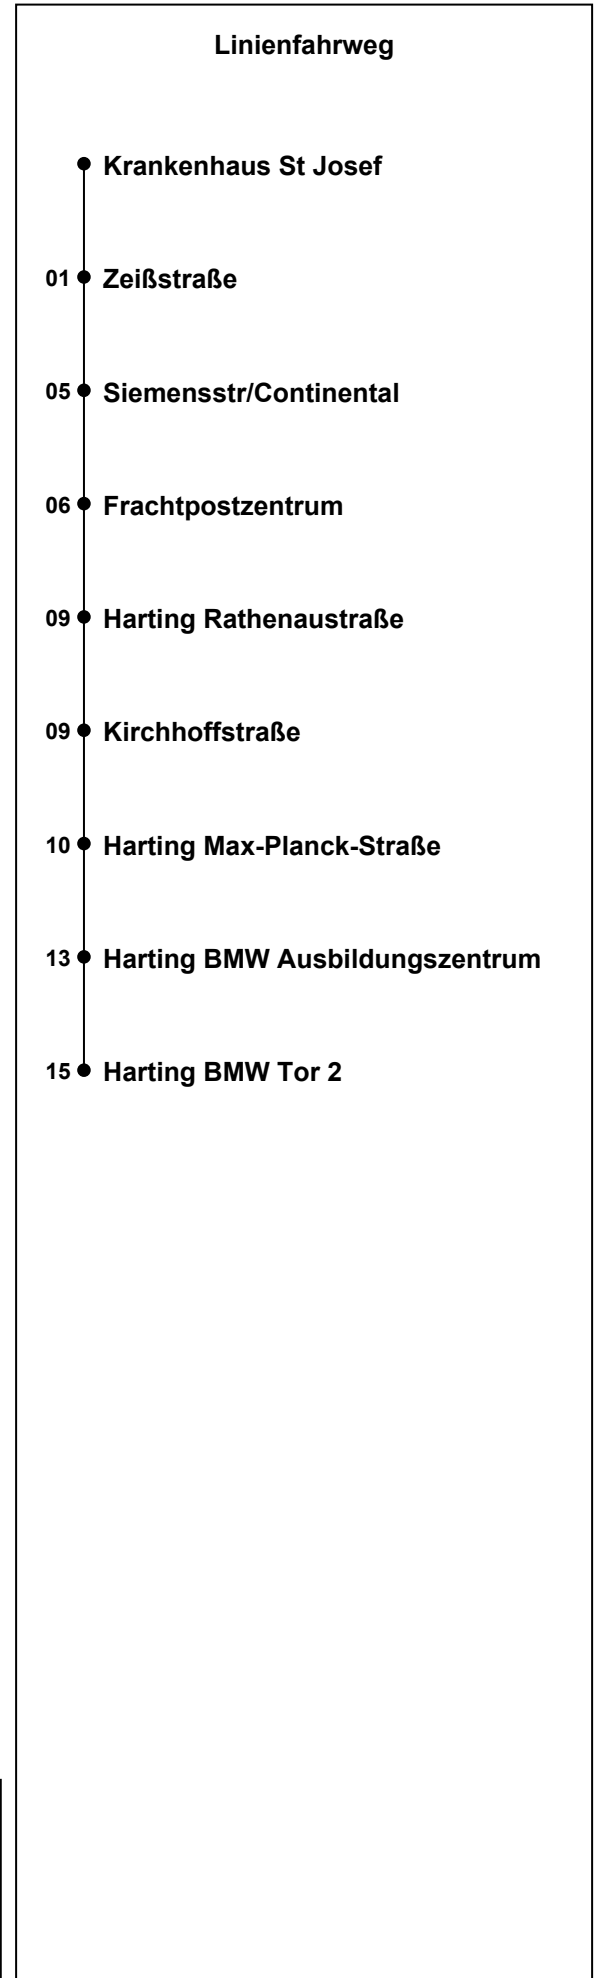 Linienfahrweg
Krankenhaus St Josef
01 Zeißstraße
05 Siemensstr/Continental
06 Frachtpostzentrum
09 Harting Rathenaustraße
09 Kirchhoffstraße
10 Harting Max-Planck-Straße
13 Harting BMW Ausbildungszentrum
15 Harting BMW Tor 2